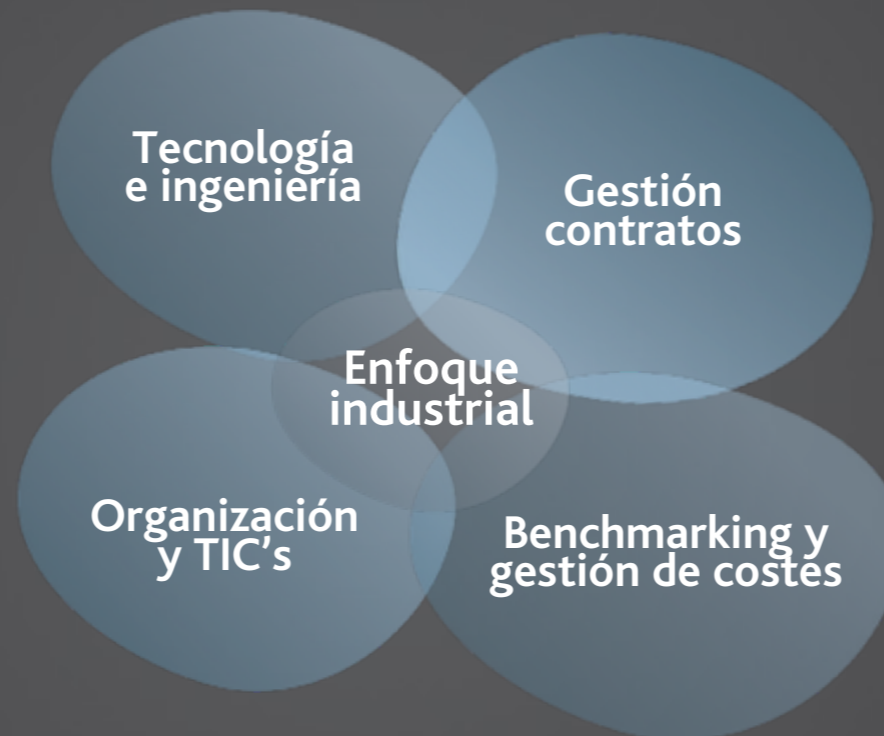 Tecnología
e ingeniería
Gestión
contratos
Enfoque
industrial
Organización
y TIC’s
Benchmarking y
gestión de costes